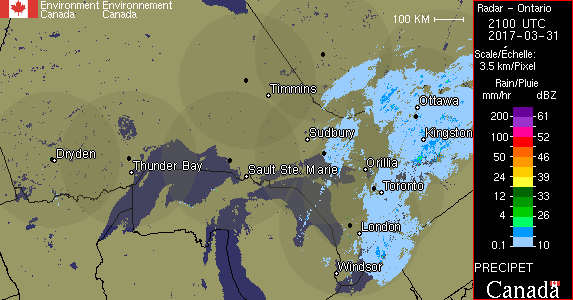 Environment Environnement
Canada Canada
100 KM
Timmins
Ottawa
Sudbury
Kingston
Dryden
Thunder Bay
Sault Ste. Marie
Orillia
Toronto
London
Windsor
Radar - Ontario
2100 UTC
2017-03-31
Scale/Échelle:
3.5 km/Pixel
Rain/Pluie
mm/hr dBZ
200 61
100 52
50 46
24 39
12 33
4 26
0.1 10
PRECIPET
Canada